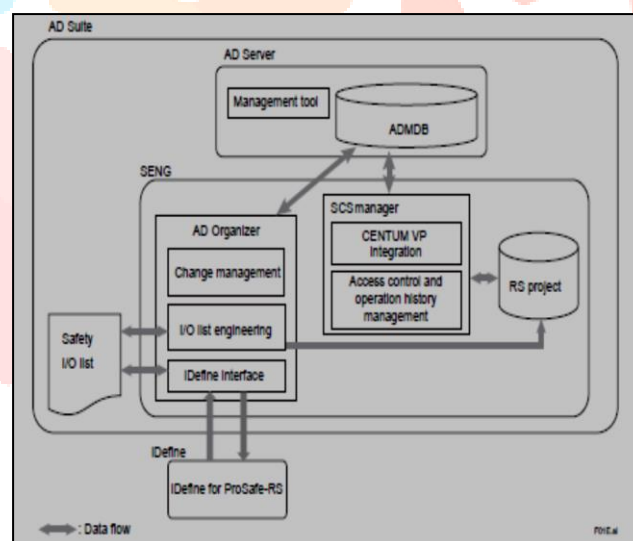 AD Suite
AD Server
Management tool
ADMDB
SENG
AD Organizer
Change management
I/O list engineering
IDefine Interface
SCS manager
CENTUM VP
Integration
Access control and
operation history
management
RS project
Safety
I/O list
IDefine
IDefine for ProSafe-RS
: Data flow
F01E.ai